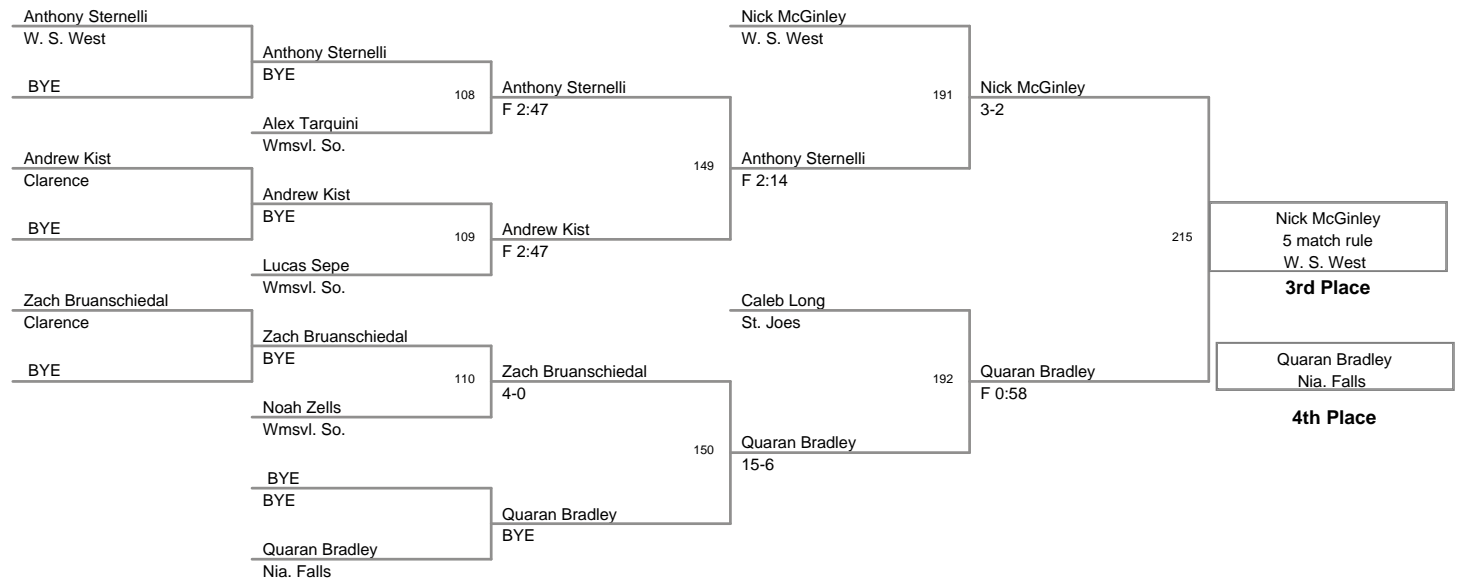 Anthony Sternelli
W. S. West
BYE
Andrew Kist
Clarence
BYE
Zach Bruanschiedal
Clarence
BYE
Anthony Sternelli
BYE
108
Alex Tarquini
Wmsvl. So.
Andrew Kist
BYE
109
Lucas Sepe
Wmsvl. So.
Zach Bruanschiedal
BYE
110
Noah Zells
Wmsvl. So.
BYE
BYE
Quaran Bradley
Nia. Falls
Anthony Sternelli
F 2:47
149
Andrew Kist
F 2:47
Zach Bruanschiedal
4-0
150
Quaran Bradley
BYE
Nick McGinley
W. S. West
191
Anthony Sternelli
F 2:14
Caleb Long
St. Joes
192
Quaran Bradley
15-6
Nick McGinley
3-2
215
Quaran Bradley
F 0:58
Nick McGinley
5 match rule
W. S. West
3rd Place
Quaran Bradley
Nia. Falls
4th Place